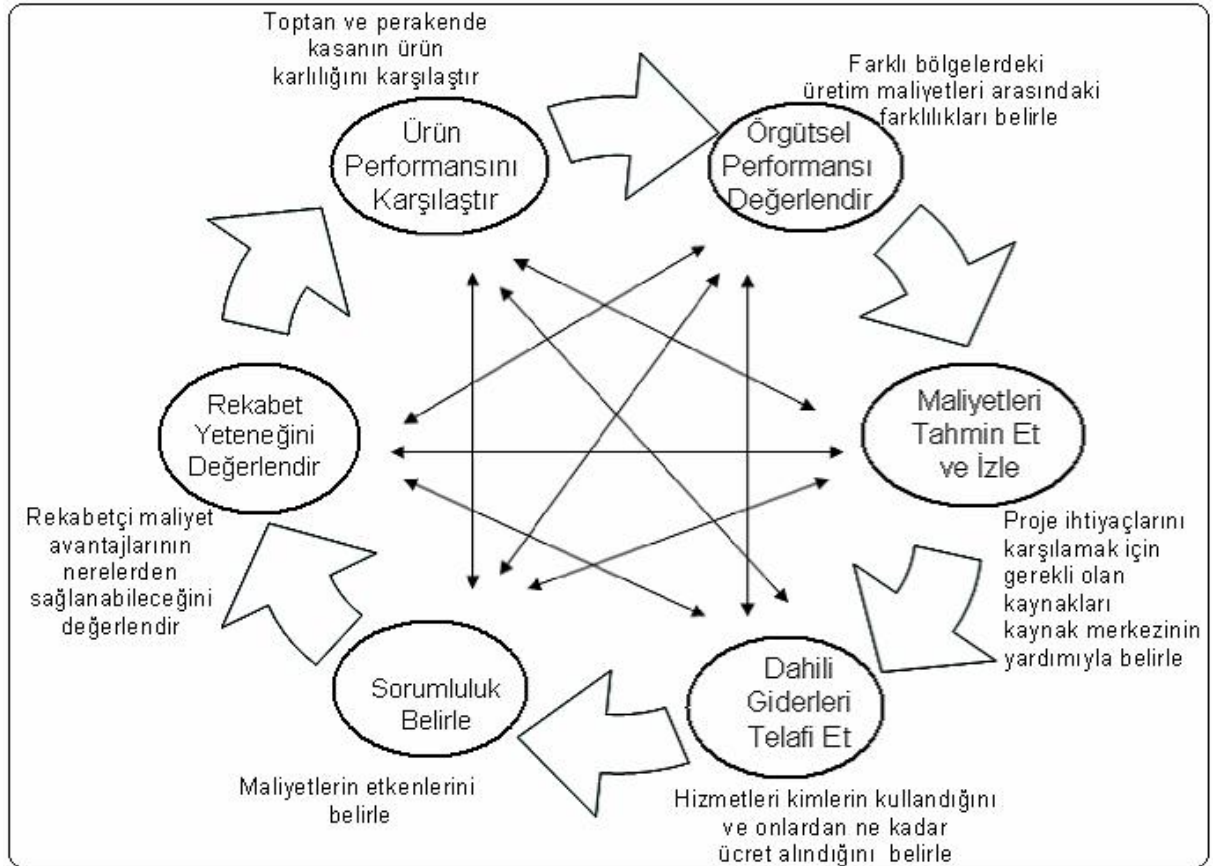 Toptan ve perakende
kasanın ürün
karlılığını karşılaştır
Ürün
Performansını
Karşılaştır
Farklı bölgelerdeki
üretim maliyetleri arasındaki
farklılıkları belirle
Örgütsel
Performansı
Değerlendir
Maliyetleri
Tahmin Et
ve İzle
Proje ihtiyaçlarını
karşılamak için
gerekli olan
kaynakları
kaynak merkezinin
yardımıyla belirle
Dahili
Giderleri
Telafi Et
Hizmetleri kimlerin kullandığını
ve onlardan ne kadar
ücret alındığını belirle
Sorumluluk
Belirle
Maliyetlerin etkenlerini
belirle
Rekabet
Yeteneğini
Değerlendir
Rekabetçi maliyet
avantajlarının
nerelerden
sağlanabileceğini
değerlendir